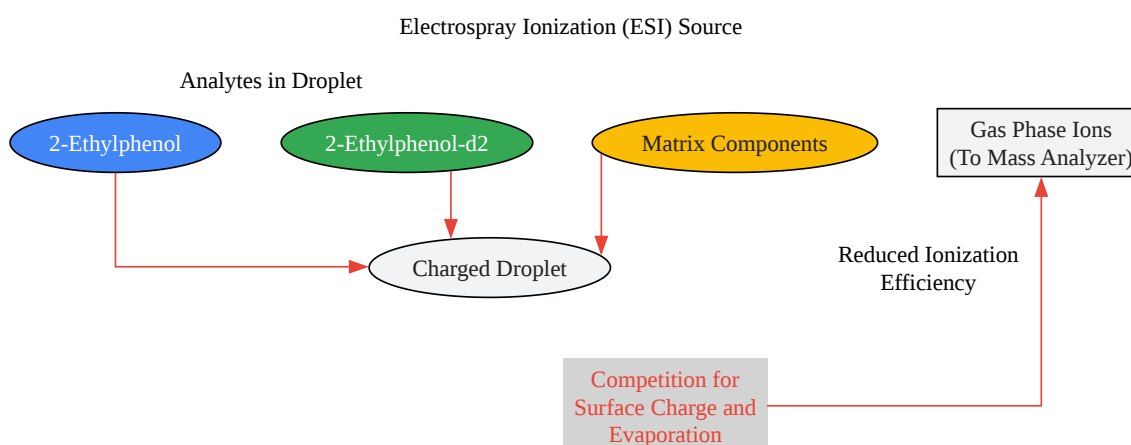 Electrospray Ionization (ESI) Source
Analytes in Droplet
2-Ethylphenol
2-Ethylphenol-d2
Matrix Components
Gas Phase Ions
(To Mass Analyzer)
Charged Droplet
Reduced Ionization
Efficiency
Competition for
Surface Charge and
Evaporation